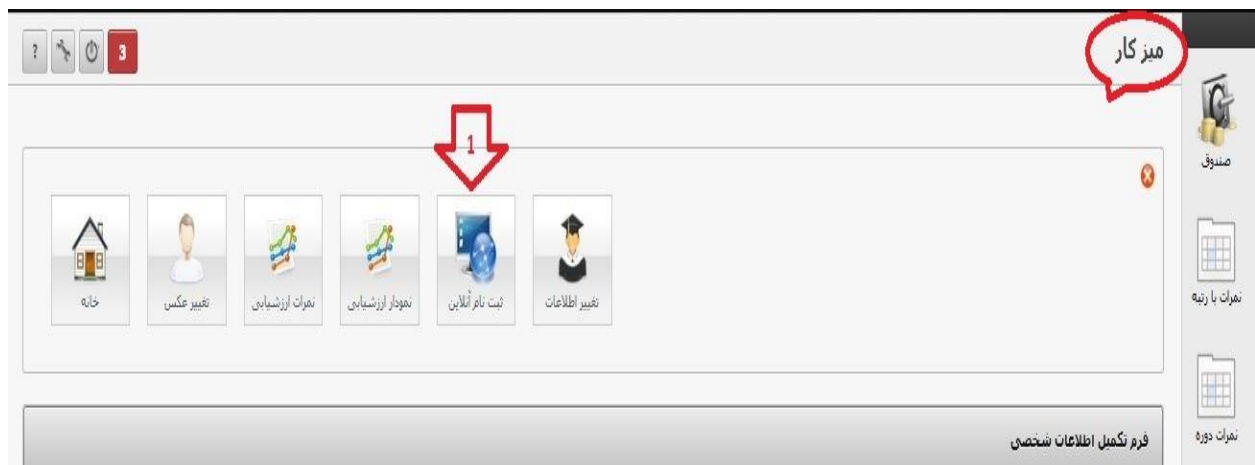 میز کار
3
?
1
تغییر اطلاعات
ثبت نام آنلاین
نمودار ارزشیابی
نمرات ارزشیابی
تغییر عکس
خانه
فرم تکمیل اطلاعات شخصی
صندوق
نمرات با رتبه
نمرات دوره